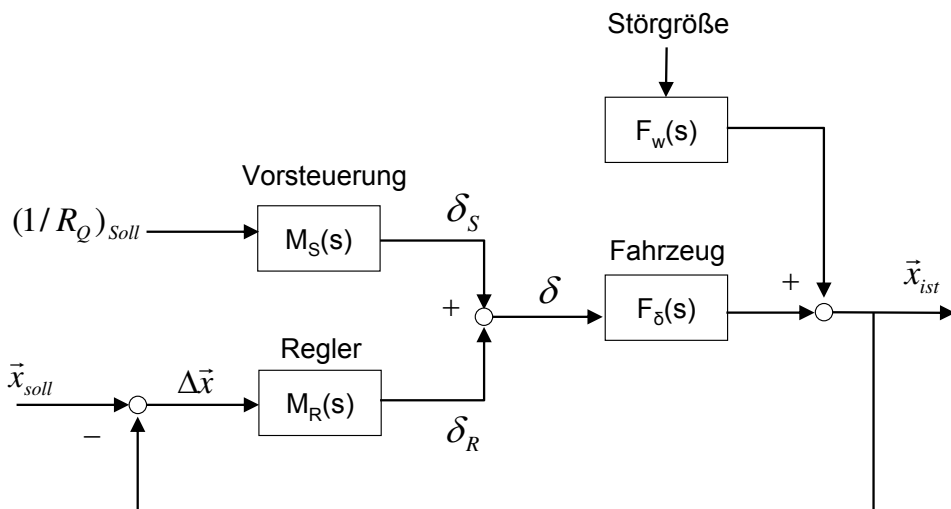 Störgröße
F_w(s)
Vorsteuerung
(1/R_Q)_Soll
M_S(s)
δ_S
Fahrzeug
+
δ
F_δ(s)
+
x⃗_ist
Regler
x⃗_soll
Δx⃗
M_R(s)
−
δ_R